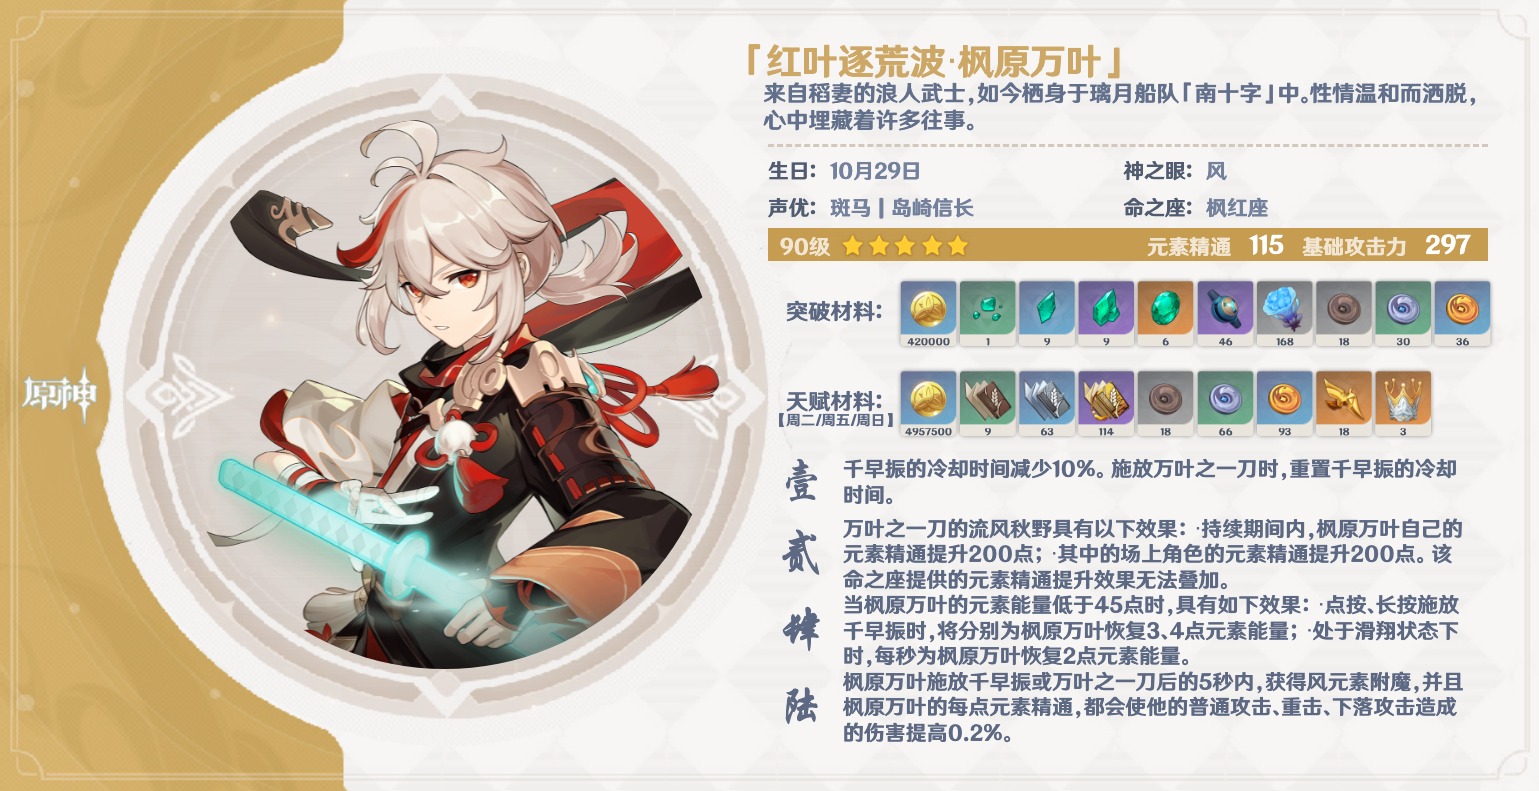 原神
「红叶逐荒波·枫原万叶」
来自稻妻的浪人武士,如今栖身于璃月船队「南十字」中。性情温和而洒脱,
心中埋藏着许多往事。
生日: 10月29日 神之眼: 风
声优: 斑马 | 岛崎信长 命之座: 枫红座
90级 元素精通 115 基础攻击力 297
突破材料:
420000 1 9 9 6 46 168 18 30 36
天赋材料:
【周二/周五/周日】
4957500 9 63 114 18 66 93 18 3
壹
千早振的冷却时间减少10%。施放万叶之一刀时,重置千早振的冷却
时间。
贰
万叶之一刀的流风秋野具有以下效果: ·持续期间内,枫原万叶自己的
元素精通提升200点; ·其中的场上角色的元素精通提升200点。该
命之座提供的元素精通提升效果无法叠加。
肆
当枫原万叶的元素能量低于45点时,具有如下效果: ·点按、长按施放
千早振时,将分别为枫原万叶恢复3、4点元素能量; ·处于滑翔状态下
时,每秒为枫原万叶恢复2点元素能量。
陆
枫原万叶施放千早振或万叶之一刀后的5秒内,获得风元素附魔,并且
枫原万叶的每点元素精通,都会使他的普通攻击、重击、下落攻击造成
的伤害提高0.2%。